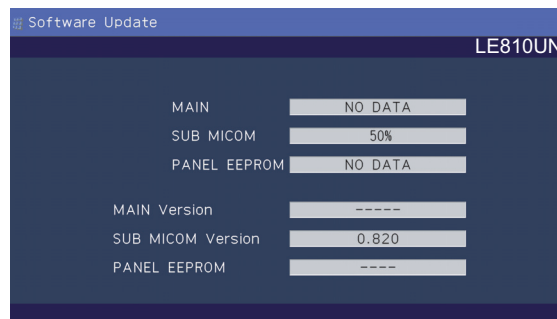 Software Update
LE810UN
MAIN NO DATA
SUB MICOM 50%
PANEL EEPROM NO DATA
MAIN Version -----
SUB MICOM Version 0.820
PANEL EEPROM ----